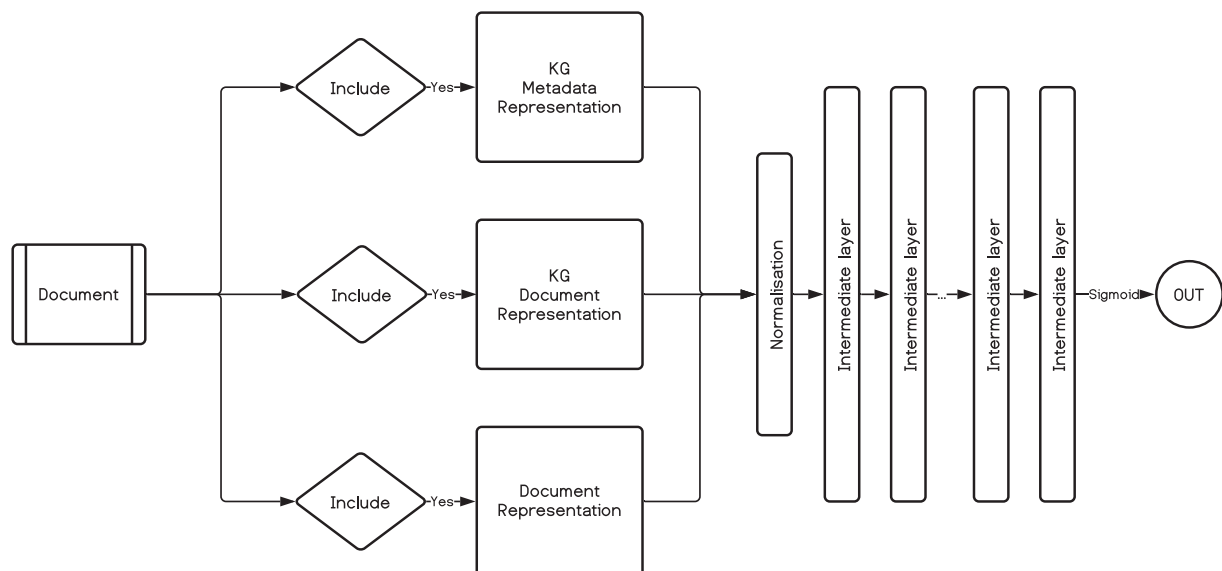 Document
Include
Yes
KG
Metadata
Representation
Include
Yes
KG
Document
Representation
Include
Yes
Document
Representation
Normalisation
Intermediate layer
Intermediate layer
...
Intermediate layer
Intermediate layer
Sigmoid
OUT